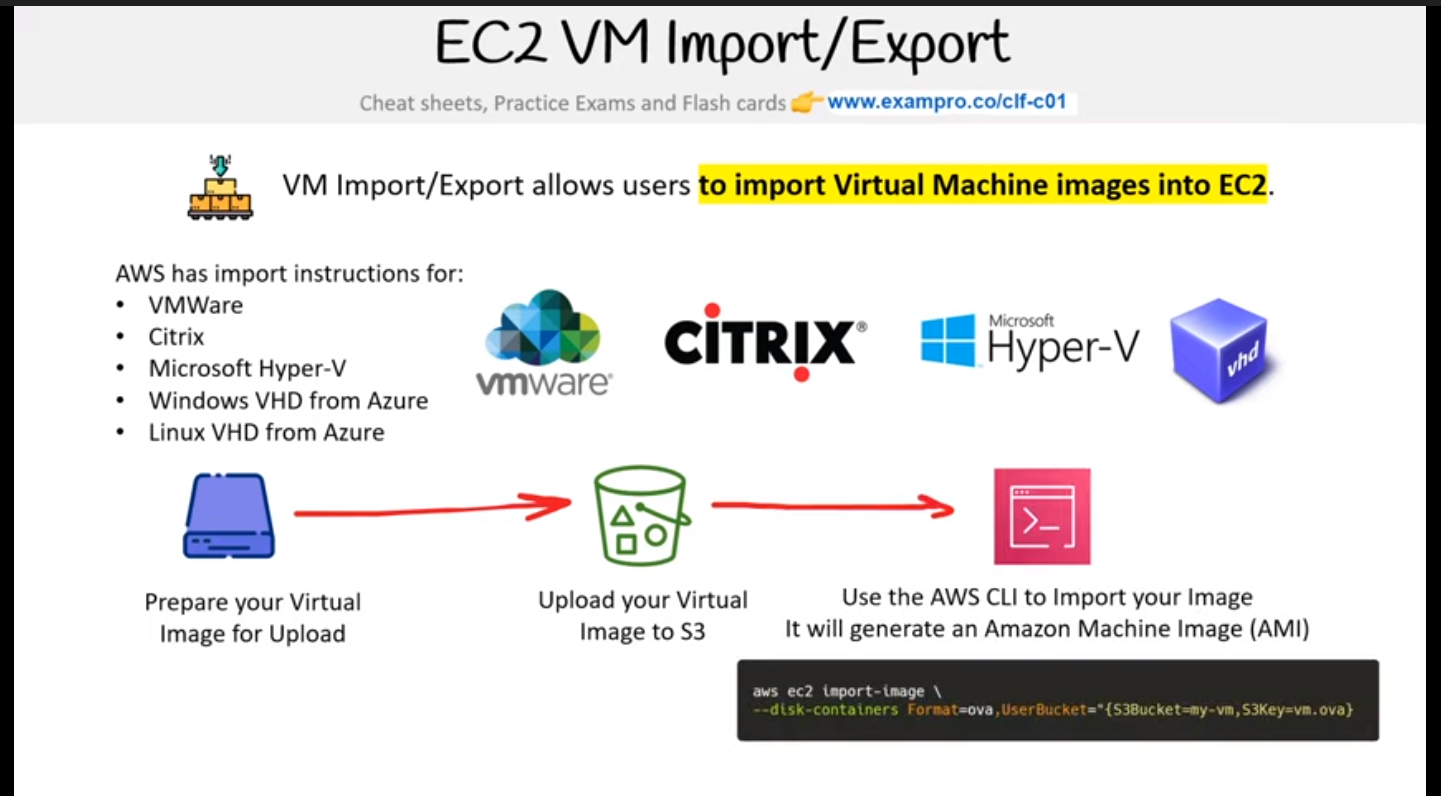 EC2 VM Import/Export
Cheat sheets, Practice Exams and Flash cards 👉 www.exampro.co/clf-c01
VM Import/Export allows users to import Virtual Machine images into EC2.
AWS has import instructions for:
• VMWare
• Citrix
• Microsoft Hyper-V
• Windows VHD from Azure
• Linux VHD from Azure
vmware®
CITRIX®
Microsoft
Hyper-V
vhd
Prepare your Virtual
Image for Upload
Upload your Virtual
Image to S3
Use the AWS CLI to Import your Image
It will generate an Amazon Machine Image (AMI)
aws ec2 import-image \
--disk-containers Format=ova,UserBucket="{S3Bucket=my-vm,S3Key=vm.ova}